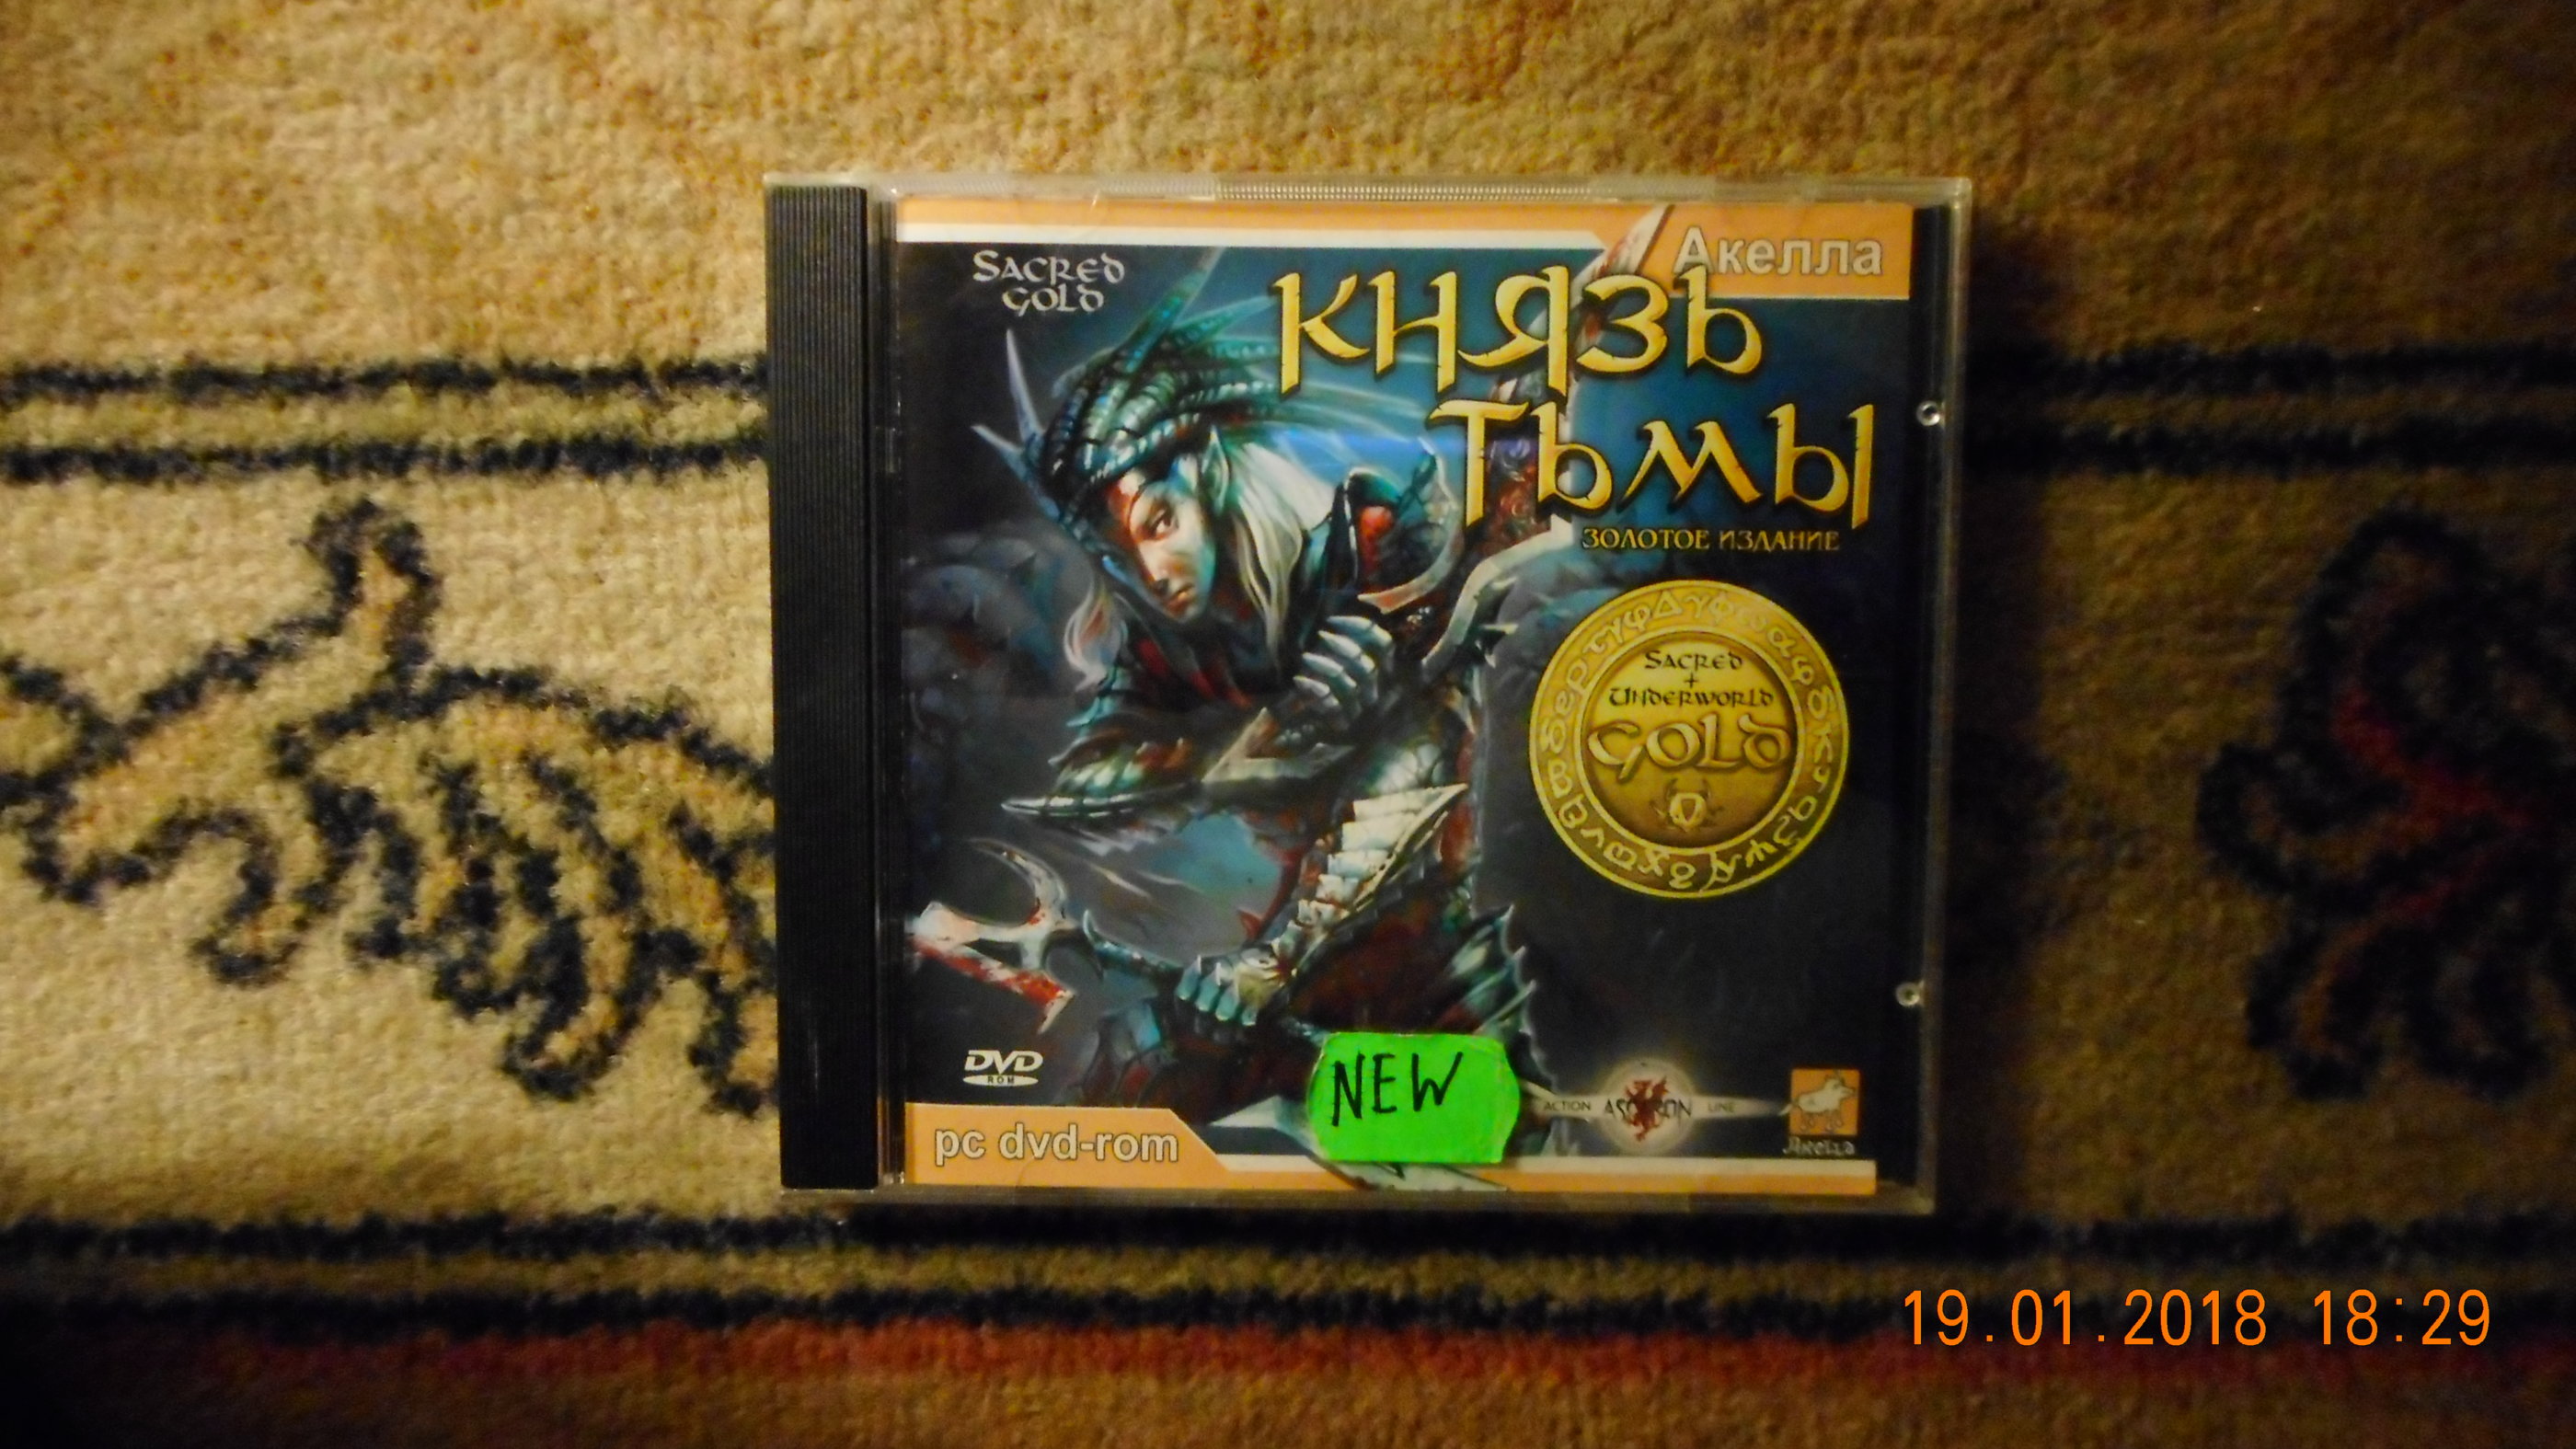 Акелла
SACRED
GOLD
КНЯЗЬ
ТЬМЫ
ЗОЛОТОЕ ИЗДАНИЕ
SACRED
+
UNDERWORLD
GOLD
DVD
ROM
NEW
ACTION ASCARON LINE
Akella
pc dvd-rom
19.01.2018 18:29